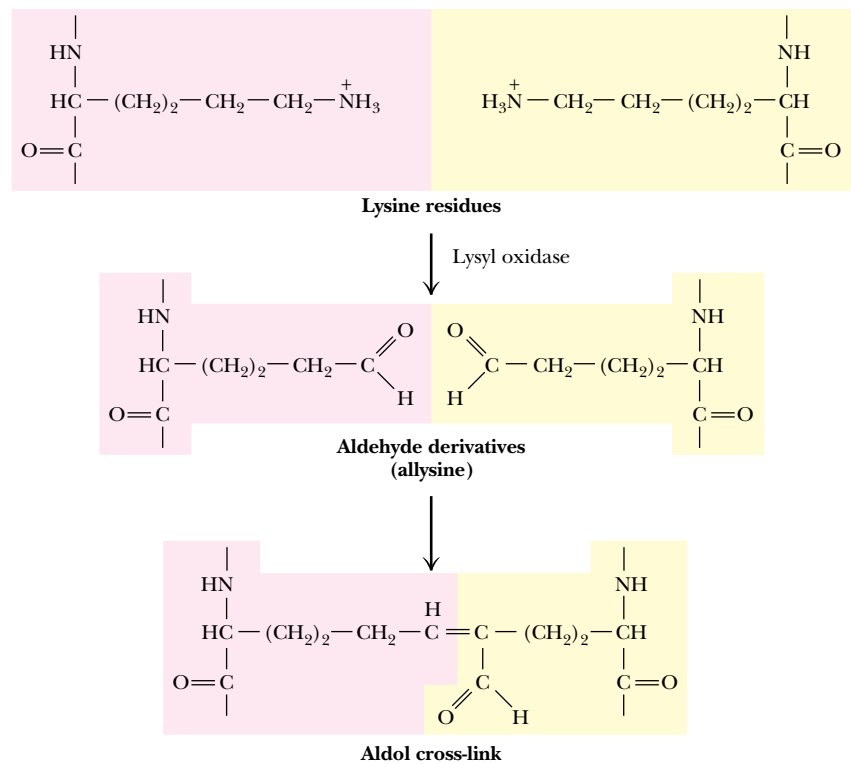 HN NH
HC—(CH₂)₂—CH₂—CH₂—N⁺H₃ H₃N⁺—CH₂—CH₂—(CH₂)₂—CH
O=C C=O
Lysine residues
Lysyl oxidase
HN O O NH
HC—(CH₂)₂—CH₂—C C—CH₂—(CH₂)₂—CH
O=C H H C=O
Aldehyde derivatives
(allysine)
HN H NH
HC—(CH₂)₂—CH₂—C=C—(CH₂)₂—CH
O=C C C=O
O H
Aldol cross-link